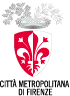 CITTÀ METROPOLITANA
DI FIRENZE